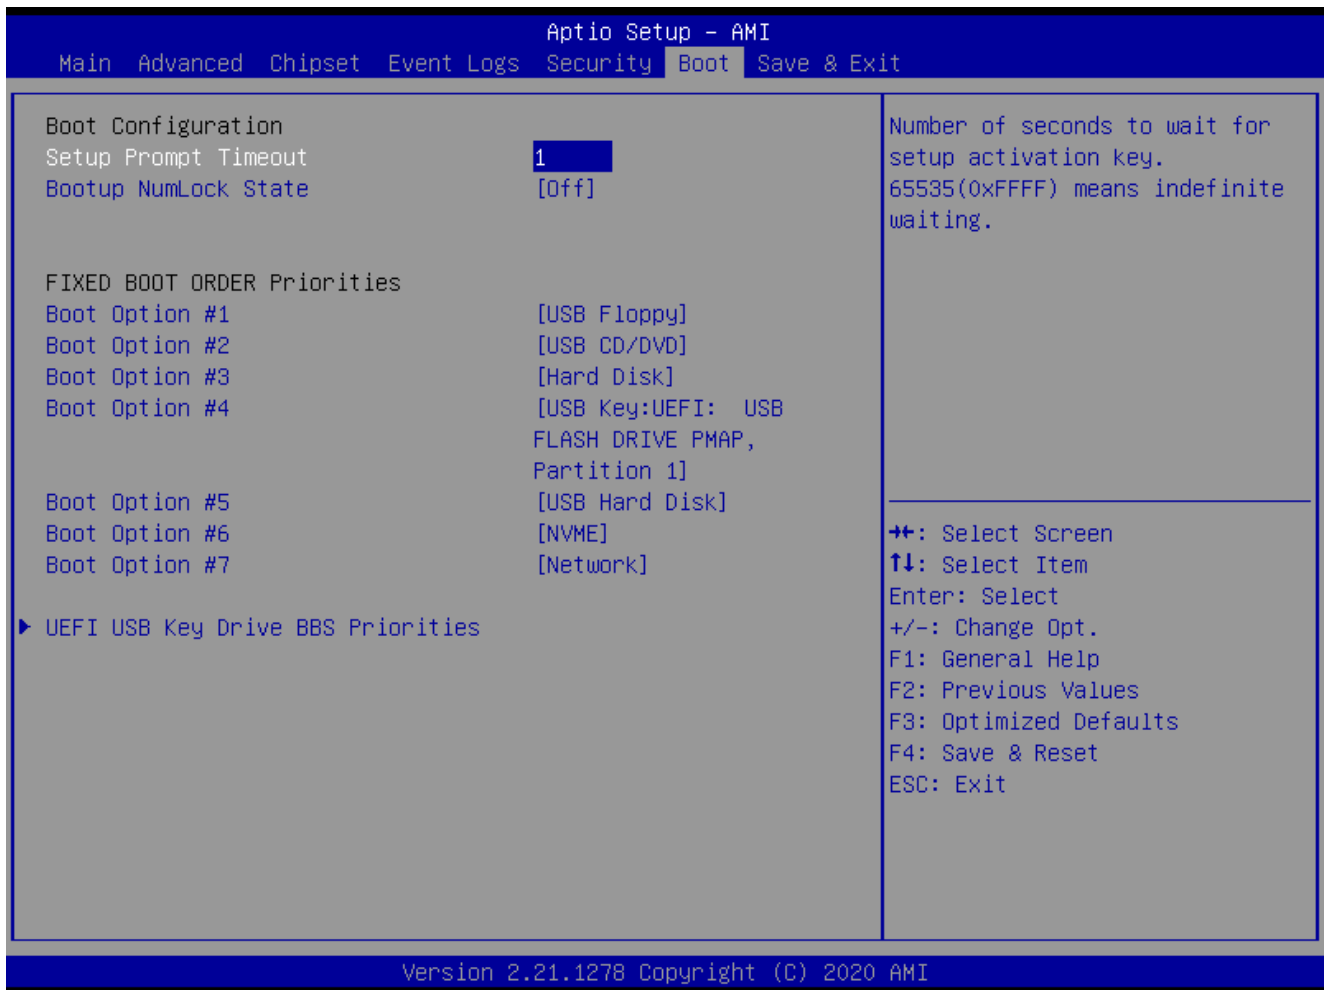 Aptio Setup – AMI
Main Advanced Chipset Event Logs Security Boot Save & Exit
Boot Configuration
Setup Prompt Timeout 1
Bootup NumLock State [Off]
FIXED BOOT ORDER Priorities
Boot Option #1 [USB Floppy]
Boot Option #2 [USB CD/DVD]
Boot Option #3 [Hard Disk]
Boot Option #4 [USB Key:UEFI: USB
FLASH DRIVE PMAP,
Partition 1]
Boot Option #5 [USB Hard Disk]
Boot Option #6 [NVME]
Boot Option #7 [Network]
▶ UEFI USB Key Drive BBS Priorities
Number of seconds to wait for
setup activation key.
65535(0xFFFF) means indefinite
waiting.
→←: Select Screen
↑↓: Select Item
Enter: Select
+/-: Change Opt.
F1: General Help
F2: Previous Values
F3: Optimized Defaults
F4: Save & Reset
ESC: Exit
Version 2.21.1278 Copyright (C) 2020 AMI